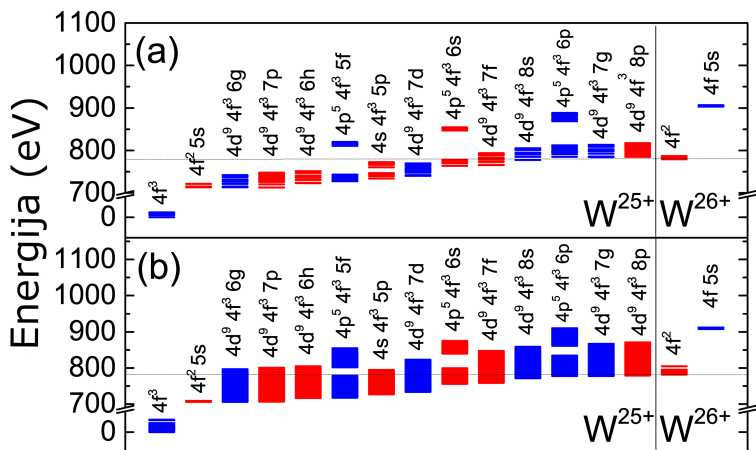 Energija (eV)
1100
1000
900
800
700
0
(a)
4f³
4f² 5s
4d⁹ 4f³ 6g
4d⁹ 4f³ 7p
4d⁹ 4f³ 6h
4p⁵ 4f³ 5f
4s 4f³ 5p
4d⁹ 4f³ 7d
4p⁵ 4f³ 6s
4d⁹ 4f³ 7f
4d⁹ 4f³ 8s
4p⁵ 4f³ 6p
4d⁹ 4f³ 7g
4d⁹ 4f³ 8p
4f²
4f 5s
W²⁵⁺
W²⁶⁺
1100
1000
900
800
700
0
(b)
4f³
4f² 5s
4d⁹ 4f³ 6g
4d⁹ 4f³ 7p
4d⁹ 4f³ 6h
4p⁵ 4f³ 5f
4s 4f³ 5p
4d⁹ 4f³ 7d
4p⁵ 4f³ 6s
4d⁹ 4f³ 7f
4d⁹ 4f³ 8s
4p⁵ 4f³ 6p
4d⁹ 4f³ 7g
4d⁹ 4f³ 8p
4f²
4f 5s
W²⁵⁺
W²⁶⁺